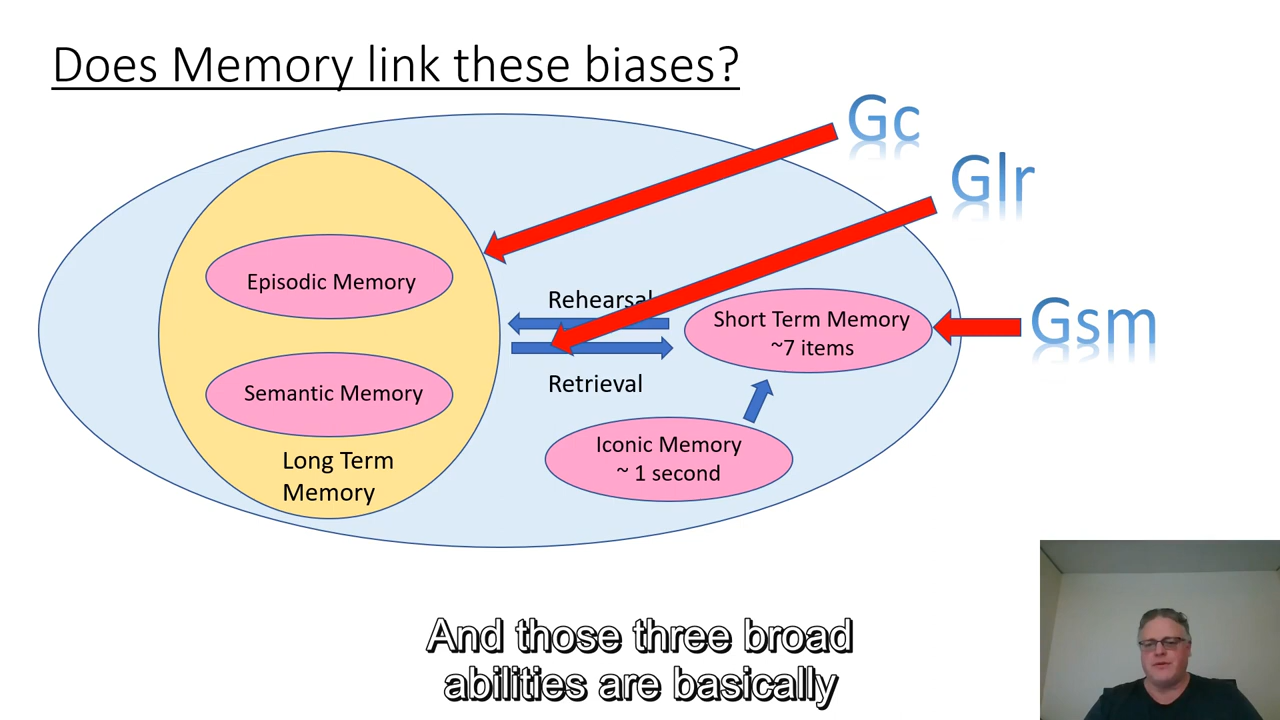 Does Memory link these biases?
Gc
Glr
Gsm
Episodic Memory
Rehearsal
Short Term Memory
~7 items
Retrieval
Semantic Memory
Iconic Memory
~ 1 second
Long Term
Memory
And those three broad
abilities are basically